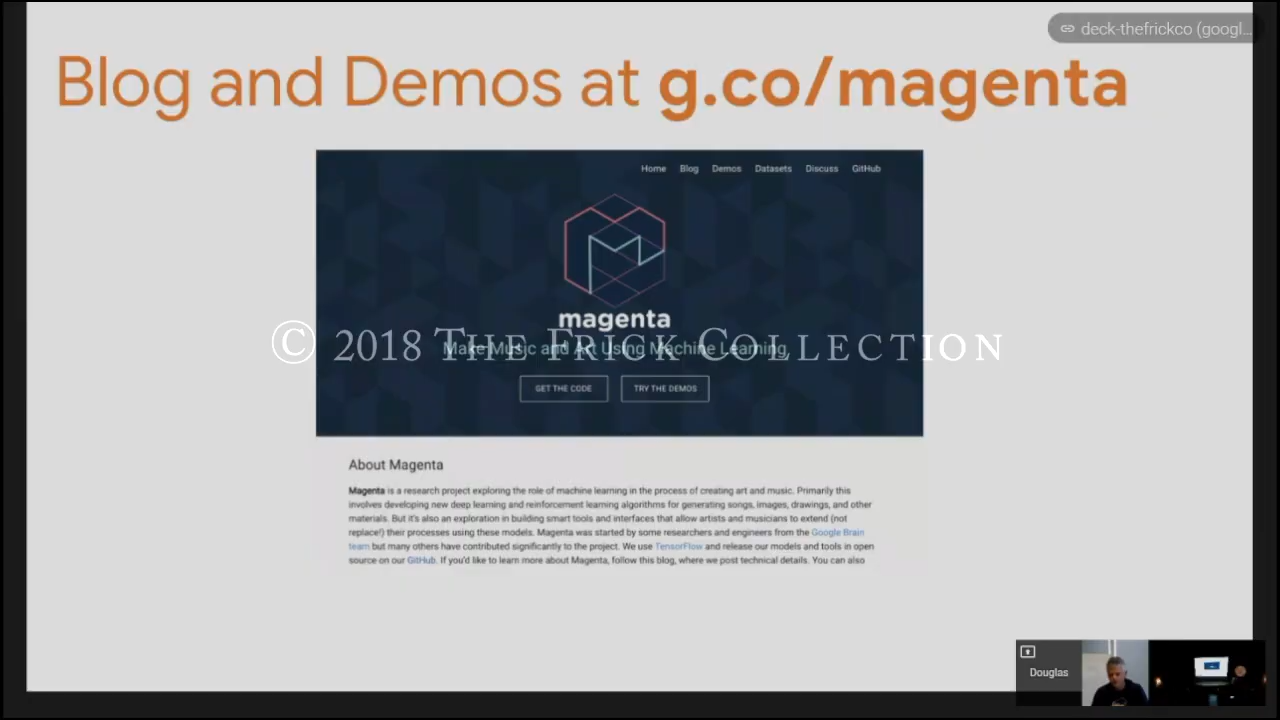 deck-thefrickco (googl...
Blog and Demos at g.co/magenta
Home Blog Demos Datasets Discuss GitHub
magenta
© 2018 The Frick Collection
Make Music and Art Using Machine Learning
GET THE CODE TRY THE DEMOS
About Magenta
Magenta is a research project exploring the role of machine learning in the process of creating art and music. Primarily this
involves developing new deep learning and reinforcement learning algorithms for generating songs, images, drawings, and other
materials. But it's also an exploration in building smart tools and interfaces that allow artists and musicians to extend (not
replace!) their processes using these models. Magenta was started by some researchers and engineers from the Google Brain
team but many others have contributed significantly to the project. We use TensorFlow and release our models and tools in open
source on our GitHub. If you'd like to learn more about Magenta, follow this blog, where we post technical details. You can also
Douglas